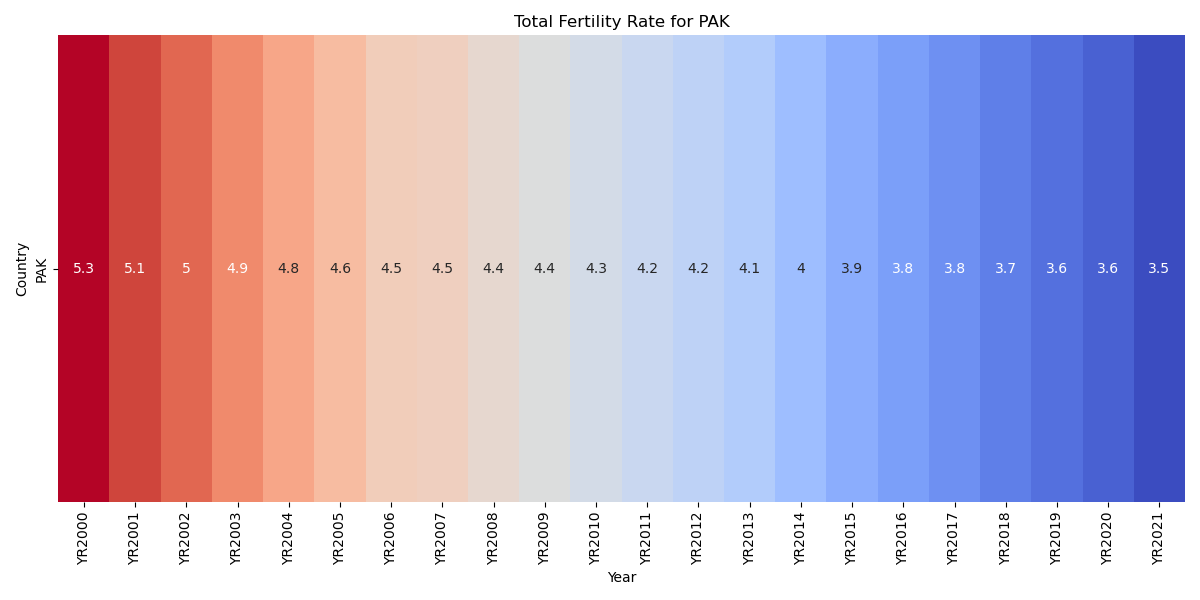 Total Fertility Rate for PAK
Country
PAK
5.3 5.1 5 4.9 4.8 4.6 4.5 4.5 4.4 4.4 4.3 4.2 4.2 4.1 4 3.9 3.8 3.8 3.7 3.6 3.6 3.5
YR2000 YR2001 YR2002 YR2003 YR2004 YR2005 YR2006 YR2007 YR2008 YR2009 YR2010 YR2011 YR2012 YR2013 YR2014 YR2015 YR2016 YR2017 YR2018 YR2019 YR2020 YR2021
Year